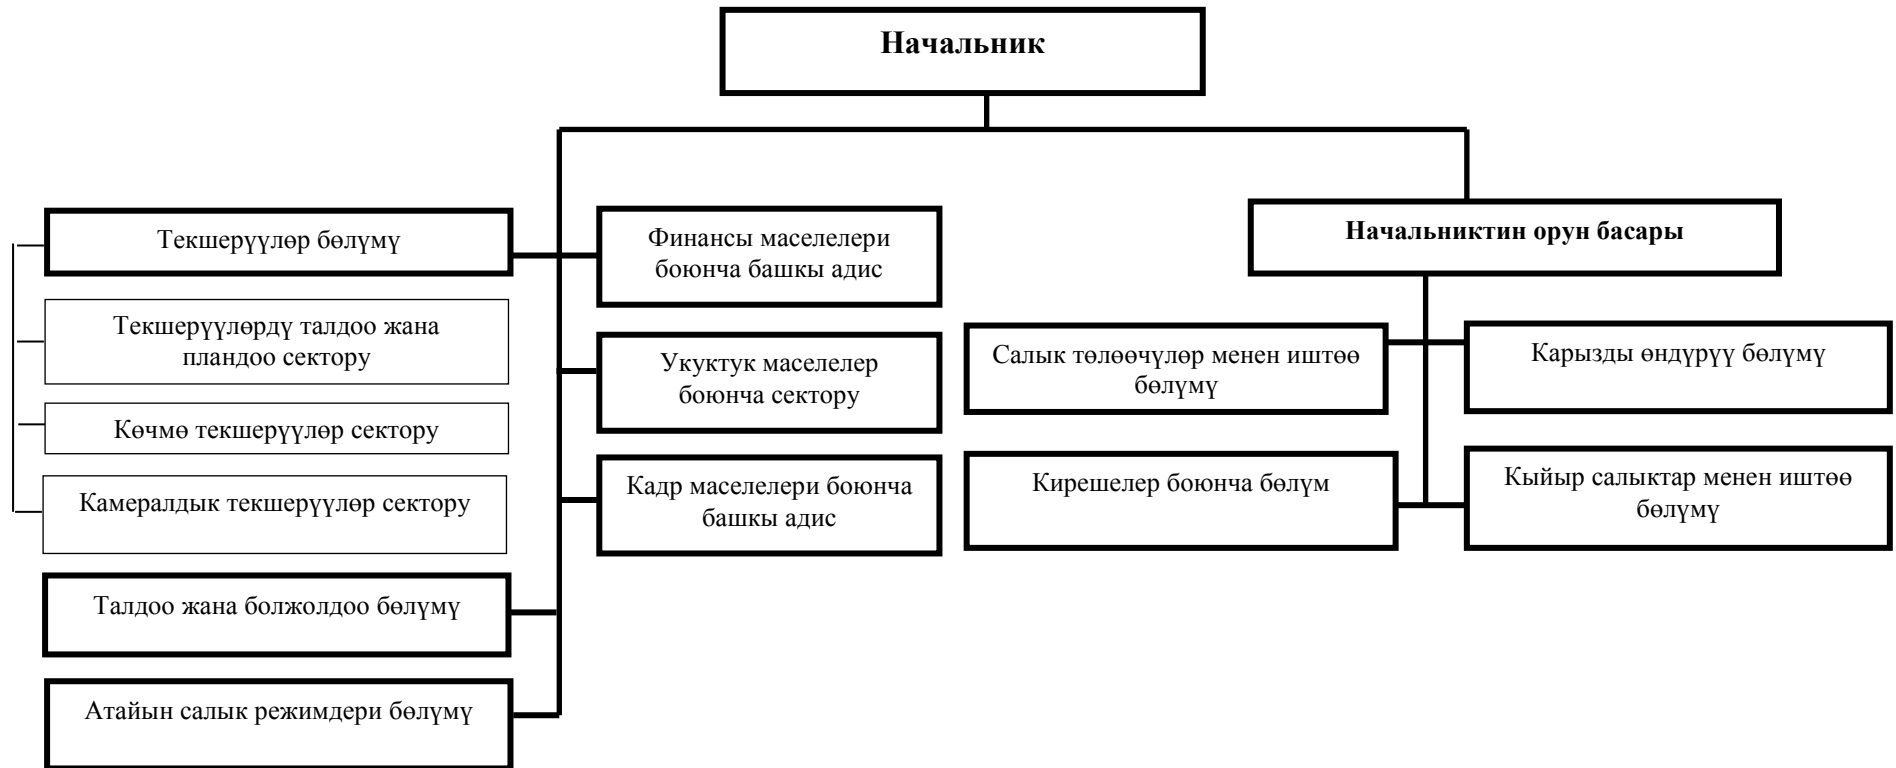 Начальник
Текшерүүлөр бөлүмү
Текшерүүлөрдү талдоо жана
пландоо сектору
Көчмө текшерүүлөр сектору
Камералдык текшерүүлөр сектору
Талдоо жана болжолдоо бөлүмү
Атайын салык режимдери бөлүмү
Финансы маселелери
боюнча башкы адис
Укуктук маселелер
боюнча сектору
Кадр маселелери боюнча
башкы адис
Начальниктин орун басары
Салык төлөөчүлөр менен иштөө
бөлүмү
Карызды өндүрүү бөлүмү
Кирешелер боюнча бөлүм
Кыйыр салыктар менен иштөө
бөлүмү